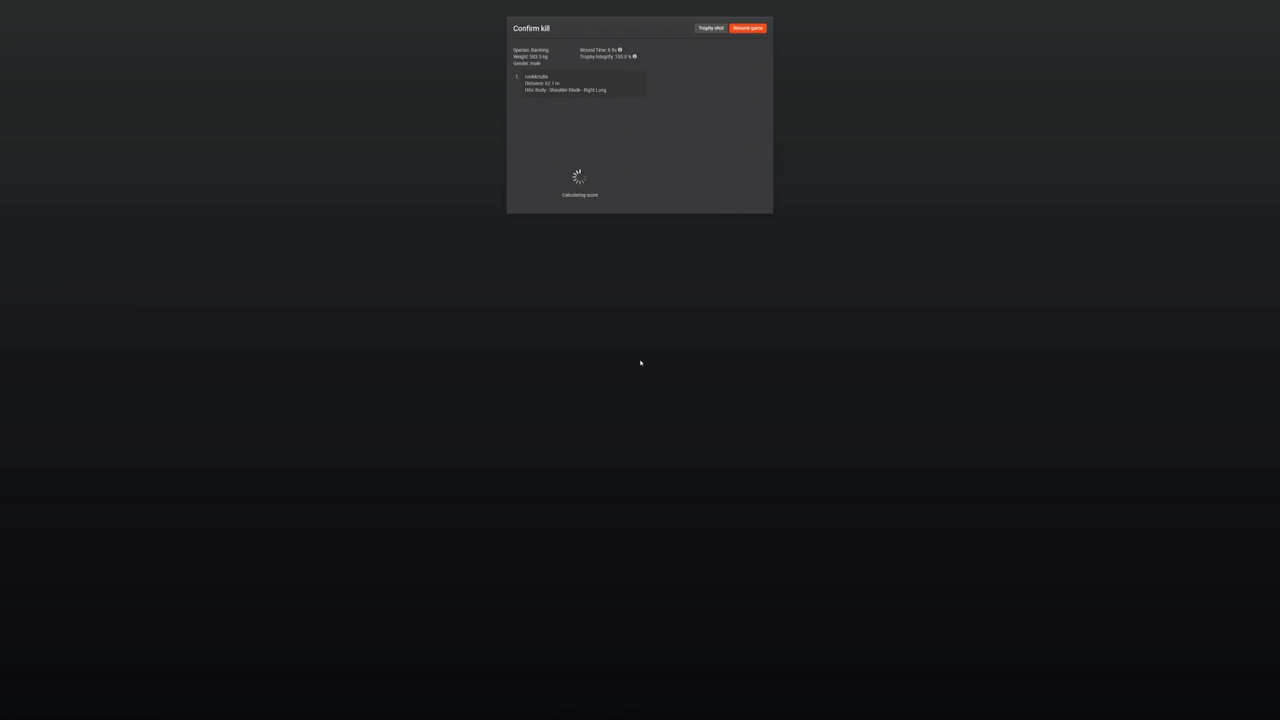 Confirm kill
Trophy shot
Resume game
Species: Banteng
Wound Time: 8.9s
Weight: 593.5 kg
Trophy Integrity: 100.0 %
Gender: male
1.
Distance: 62.1 m
Hits: Body - Shoulder Blade - Right Lung
Calculating score